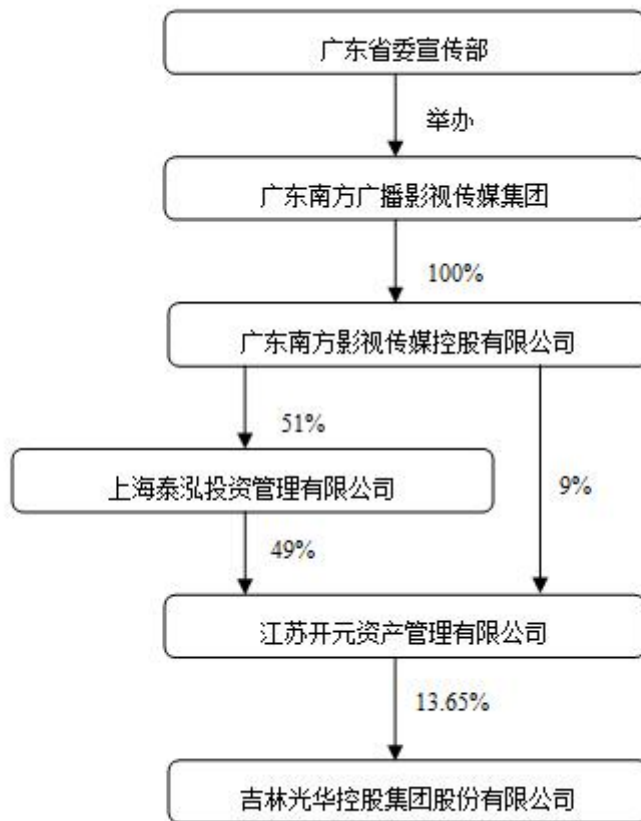 广东省委宣传部
举办
广东南方广播影视传媒集团
100%
广东南方影视传媒控股有限公司
51%
上海泰泓投资管理有限公司
9%
49%
江苏开元资产管理有限公司
13.65%
吉林光华控股集团股份有限公司